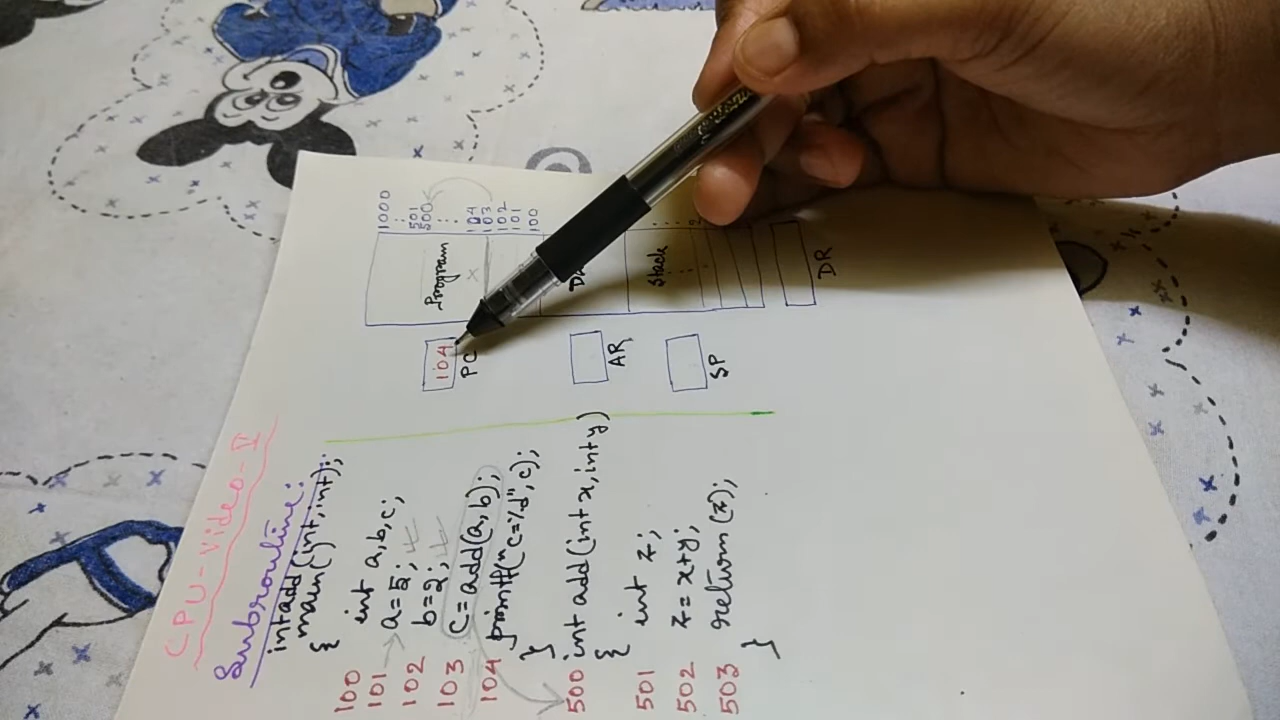 CPU-Video-V
Subroutine:
int add(int,int);
main()
{
100 int a,b,c;
101 a=5;
102 b=2;
103 c=add(a,b);
104 printf("c=%d",c);
}
500 int add(int x,int y)
{
501 int z;
502 z=x+y;
503 return(z);
}
1000
501
500
104
103
102
101
100
Program
Stack
DR
104
PC
AR
SP